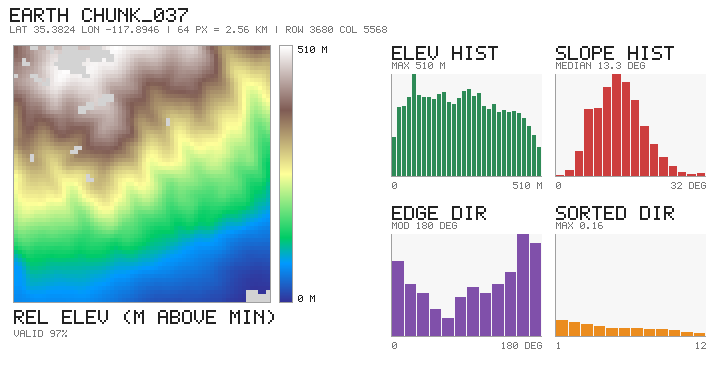 EARTH CHUNK_037
LAT 35.3824 LON -117.8946 | 64 PX = 2.56 KM | ROW 3680 COL 5568
510 M
0 M
REL ELEV (M ABOVE MIN)
VALID 97%
ELEV HIST
MAX 510 M
0 510 M
SLOPE HIST
MEDIAN 13.3 DEG
0 32 DEG
EDGE DIR
MOD 180 DEG
0 180 DEG
SORTED DIR
MAX 0.16
1 12